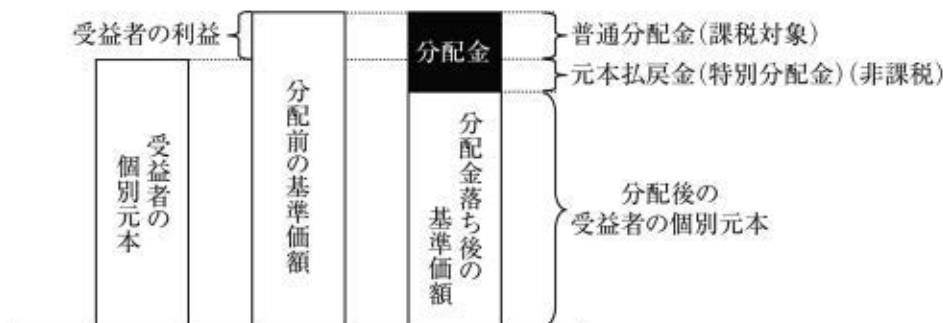 受益者の利益
分配金
普通分配金(課税対象)
元本払戻金(特別分配金)(非課税)
受益者の
個別元本
分配前の基準価額
分配金落ち後の
基準価額
分配後の
受益者の個別元本